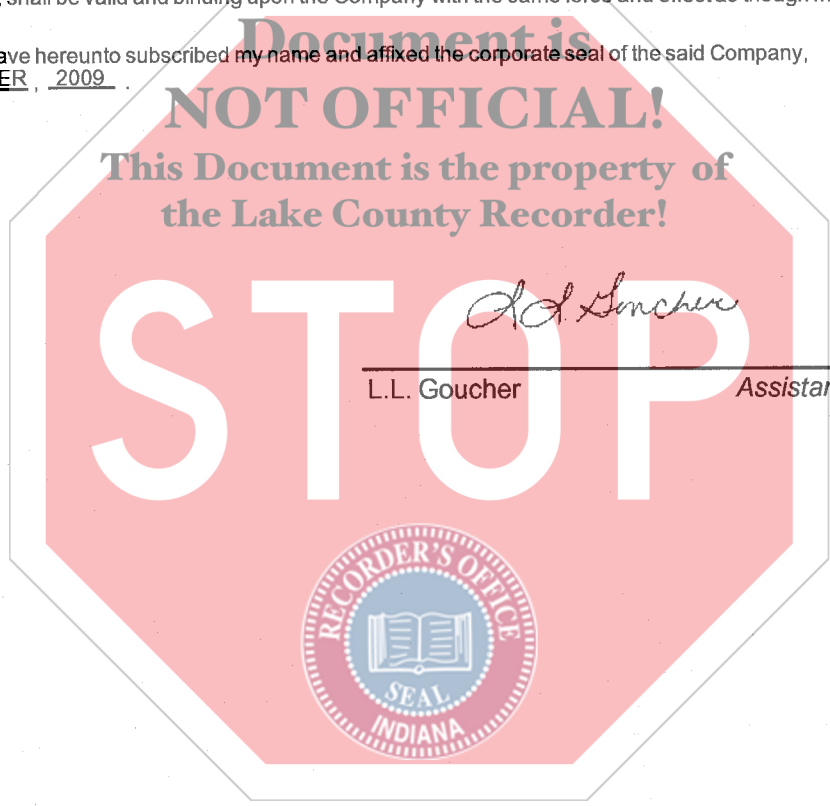 shall be valid and binding upon the Company with the same force and effect as though
ave hereunto subscribed my name and affixed the corporate seal of the said Company,
ER , 2009 .
Document is
NOT OFFICIAL!
This Document is the property of
the Lake County Recorder!
L L Goucher
L.L. Goucher Assistan
STOP
RECORDER'S OFFICE
SEAL
INDIANA